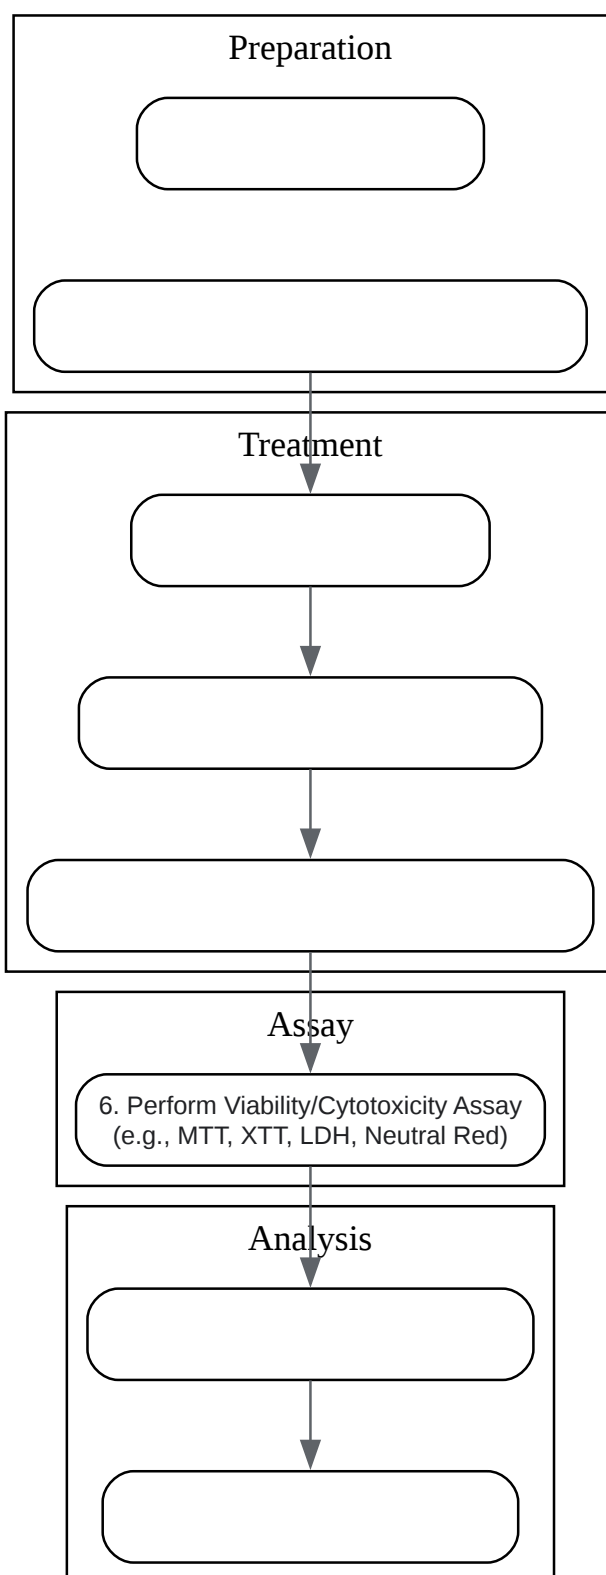 Preparation
Treatment
Assay
6. Perform Viability/Cytotoxicity Assay
(e.g., MTT, XTT, LDH, Neutral Red)
Analysis